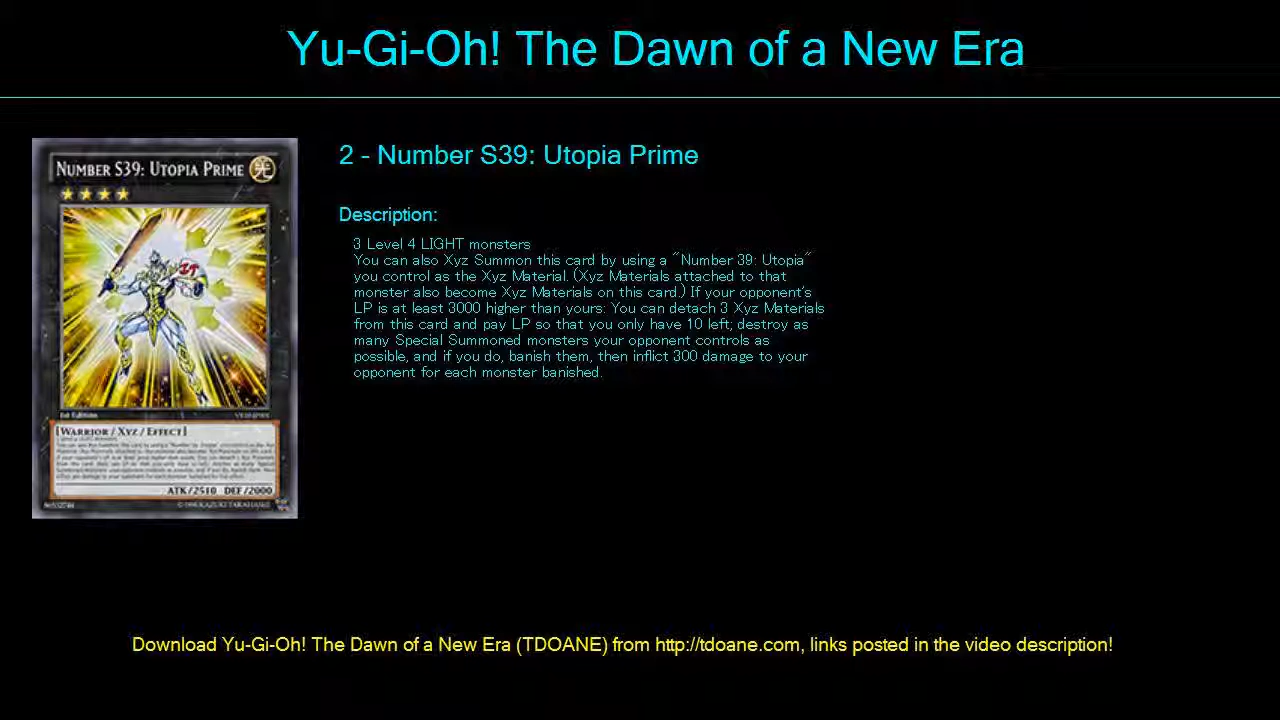 Yu-Gi-Oh! The Dawn of a New Era
2 - Number S39: Utopia Prime
NUMBER S39: UTOPIA PRIME
Description:
3 Level 4 LIGHT monsters
You can also Xyz Summon this card by using a "Number 39: Utopia"
you control as the Xyz Material. (Xyz Materials attached to that
monster also become Xyz Materials on this card.) If your opponent's
LP is at least 3000 higher than yours: You can detach 3 Xyz Materials
from this card and pay LP so that you only have 10 left; destroy as
many Special Summoned monsters your opponent controls as
possible, and if you do, banish them, then inflict 300 damage to your
opponent for each monster banished.
1st Edition
[WARRIOR / XYZ / EFFECT]
ATK/2510 DEF/2000
Download Yu-Gi-Oh! The Dawn of a New Era (TDOANE) from http://tdoane.com, links posted in the video description!